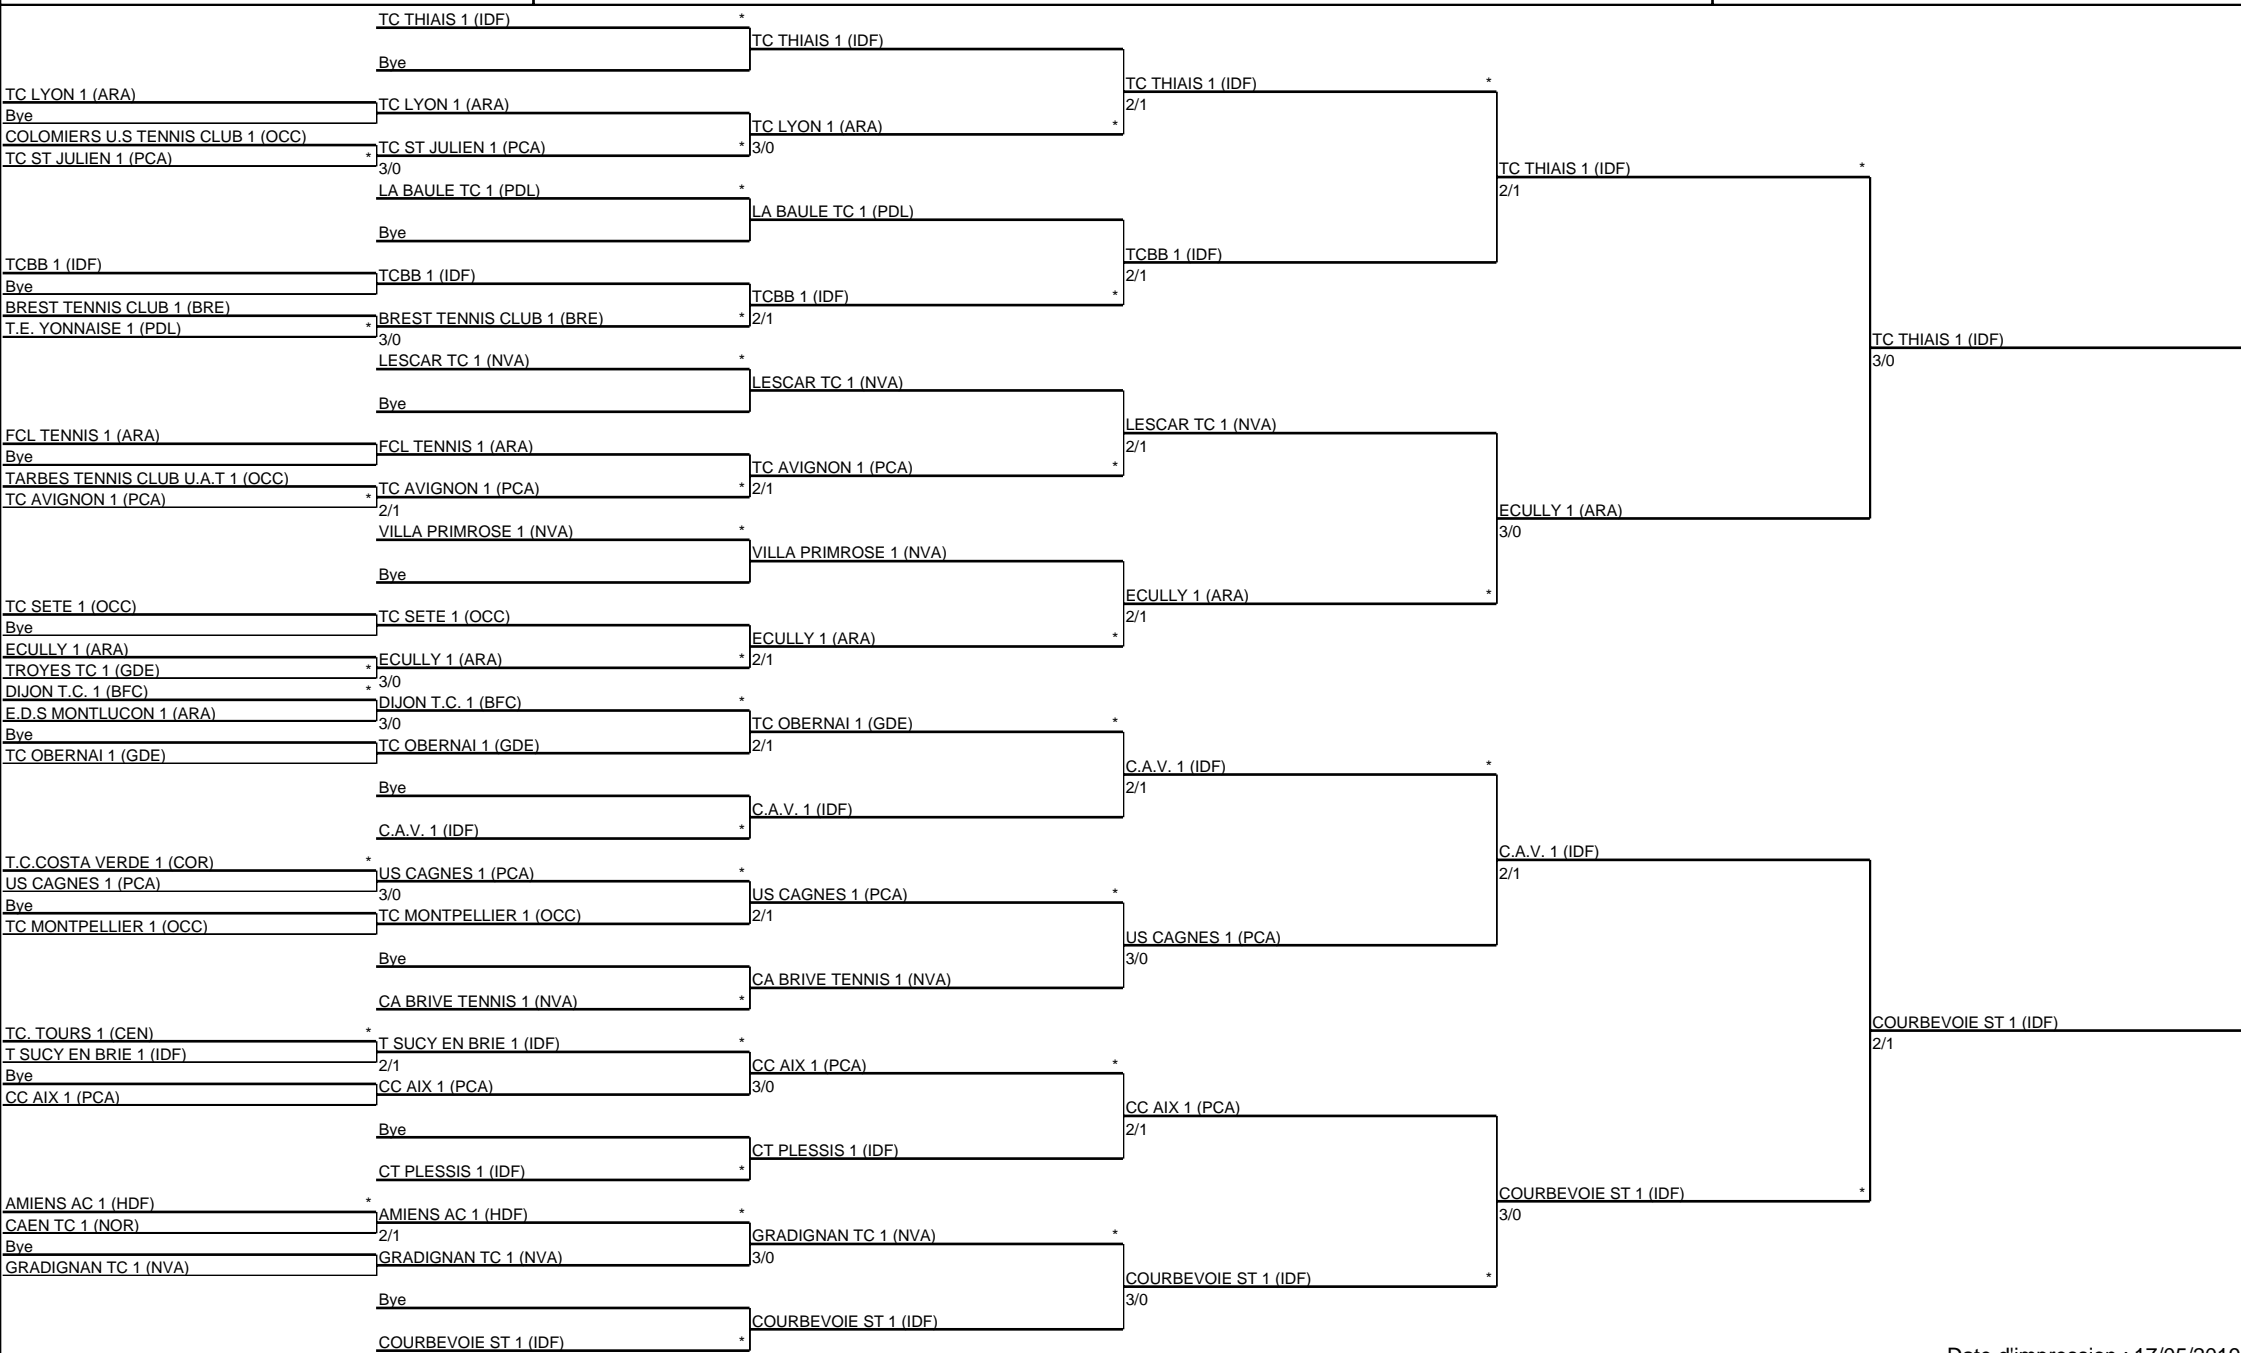 TC THIAIS 1 (IDF) *
TC THIAIS 1 (IDF)
Bye
TC THIAIS 1 (IDF) *
TC LYON 1 (ARA)
TC LYON 1 (ARA)
2/1
Bye
TC LYON 1 (ARA) *
COLOMIERS U.S TENNIS CLUB 1 (OCC)
TC ST JULIEN 1 (PCA) *
3/0
TC ST JULIEN 1 (PCA) *
3/0
TC THIAIS 1 (IDF) *
LA BAULE TC 1 (PDL) *
2/1
LA BAULE TC 1 (PDL)
Bye
TCBB 1 (IDF)
TCBB 1 (IDF)
TCBB 1 (IDF)
2/1
Bye
TCBB 1 (IDF) *
BREST TENNIS CLUB 1 (BRE)
BREST TENNIS CLUB 1 (BRE) *
2/1
T.E. YONNAISE 1 (PDL) *
3/0
TC THIAIS 1 (IDF)
LESCAR TC 1 (NVA) *
3/0
LESCAR TC 1 (NVA)
Bye
LESCAR TC 1 (NVA)
FCL TENNIS 1 (ARA)
FCL TENNIS 1 (ARA)
2/1
Bye
TC AVIGNON 1 (PCA) *
TARBES TENNIS CLUB U.A.T 1 (OCC)
TC AVIGNON 1 (PCA) *
2/1
TC AVIGNON 1 (PCA) *
2/1
ECULLY 1 (ARA)
VILLA PRIMROSE 1 (NVA) *
3/0
VILLA PRIMROSE 1 (NVA)
Bye
ECULLY 1 (ARA) *
TC SETE 1 (OCC)
TC SETE 1 (OCC)
2/1
Bye
ECULLY 1 (ARA) *
ECULLY 1 (ARA)
ECULLY 1 (ARA) *
2/1
TROYES TC 1 (GDE) *
3/0
DIJON T.C. 1 (BFC) *
DIJON T.C. 1 (BFC) *
E.D.S MONTLUCON 1 (ARA)
3/0
TC OBERNAI 1 (GDE) *
Bye
TC OBERNAI 1 (GDE)
2/1
TC OBERNAI 1 (GDE)
C.A.V. 1 (IDF) *
Bye
2/1
C.A.V. 1 (IDF)
C.A.V. 1 (IDF) *
C.A.V. 1 (IDF)
T.C.COSTA VERDE 1 (COR) *
US CAGNES 1 (PCA) *
2/1
US CAGNES 1 (PCA)
3/0
US CAGNES 1 (PCA) *
Bye
TC MONTPELLIER 1 (OCC)
2/1
TC MONTPELLIER 1 (OCC)
US CAGNES 1 (PCA)
Bye
3/0
CA BRIVE TENNIS 1 (NVA)
CA BRIVE TENNIS 1 (NVA) *
COURBEVOIE ST 1 (IDF)
TC. TOURS 1 (CEN) *
T SUCY EN BRIE 1 (IDF) *
2/1
T SUCY EN BRIE 1 (IDF)
2/1
CC AIX 1 (PCA) *
Bye
CC AIX 1 (PCA)
3/0
CC AIX 1 (PCA)
CC AIX 1 (PCA)
Bye
2/1
CT PLESSIS 1 (IDF)
CT PLESSIS 1 (IDF) *
COURBEVOIE ST 1 (IDF) *
AMIENS AC 1 (HDF) *
AMIENS AC 1 (HDF) *
3/0
CAEN TC 1 (NOR)
2/1
GRADIGNAN TC 1 (NVA) *
Bye
GRADIGNAN TC 1 (NVA)
3/0
GRADIGNAN TC 1 (NVA)
COURBEVOIE ST 1 (IDF) *
Bye
3/0
COURBEVOIE ST 1 (IDF)
COURBEVOIE ST 1 (IDF) *
Date d'impression : 17/05/2019